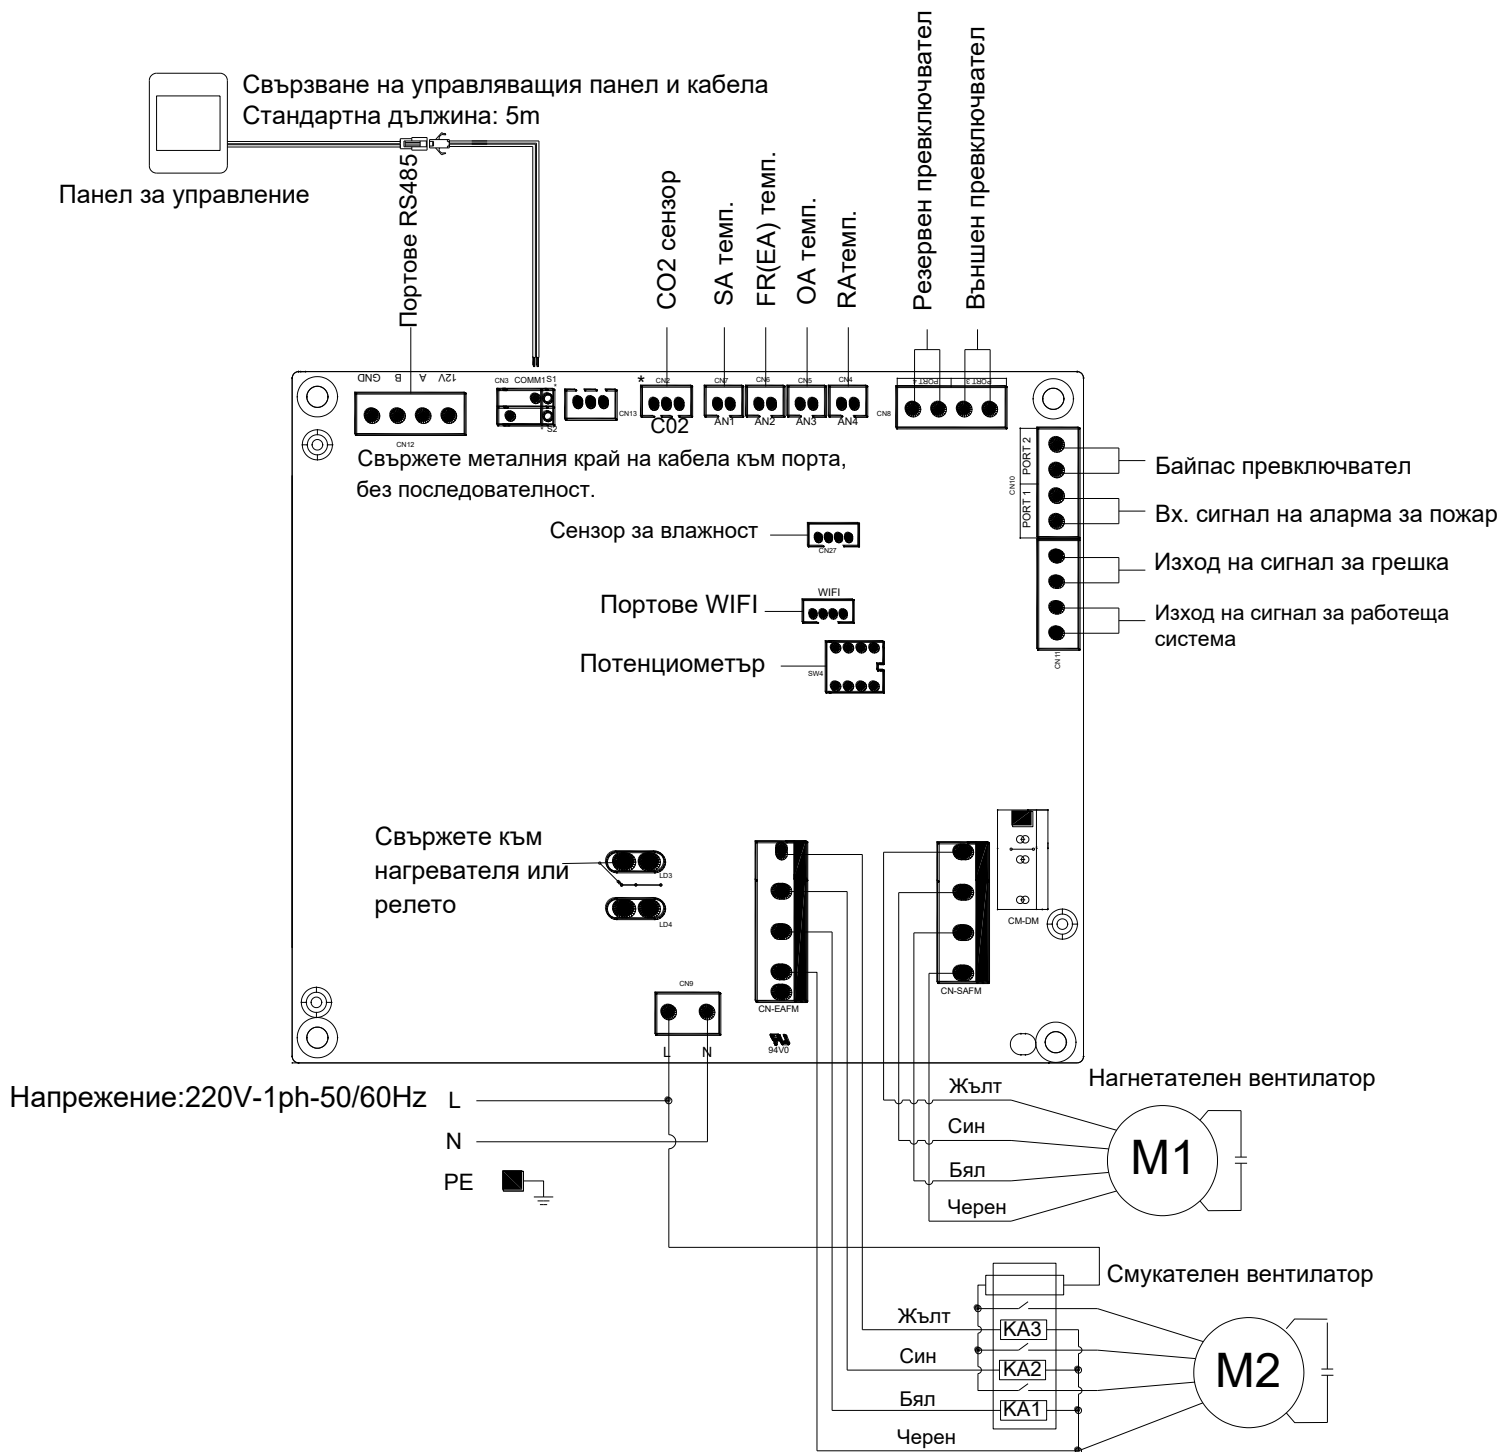 Свързване на управляващия панел и кабела
Стандартна дължина: 5m
Панел за управление
Портове RS485
CO2 сензор
SA темп.
FR(EA) темп.
OA темп.
RAтемп.
Резервен превключвател
Външен превключвател
GND B A 12V
CN12
CN3 COMM1 S1
S2
CN13
* CN2
C02
CN7
AN1
CN6
AN2
CN5
AN3
CN4
AN4
CN8
PORT 4 PORT 3
Свържете металния край на кабела към порта,
без последователност.
CN10
PORT 2
PORT 1
Байпас превключвател
Вх. сигнал на аларма за пожар
Изход на сигнал за грешка
Изход на сигнал за работеща
система
CN11
Сензор за влажност
CN27
Портове WIFI
WIFI
Потенциометър
SW4
Свържете към
нагревателя или
релето
LD3
LD4
CN9
L N
CN-EAFM
94V0
CN-SAFM
CM-DM
Напрежение:220V-1ph-50/60Hz L
N
PE
Жълт
Син
Бял
Черен
Нагнетателен вентилатор
M1
Смукателен вентилатор
Жълт
Син
Бял
Черен
KA3
KA2
KA1
M2